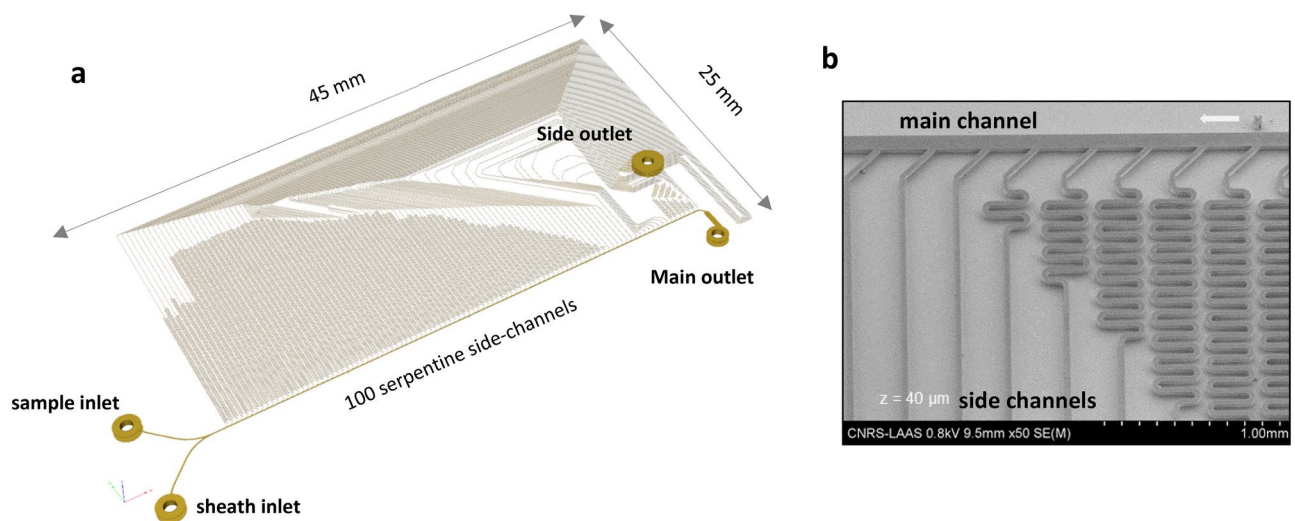 a
45 mm
25 mm
Side outlet
Main outlet
100 serpentine side-channels
sample inlet
sheath inlet
b
main channel
z = 40 µm
side channels
CNRS-LAAS 0.8kV 9.5mm x50 SE(M)
1.00mm